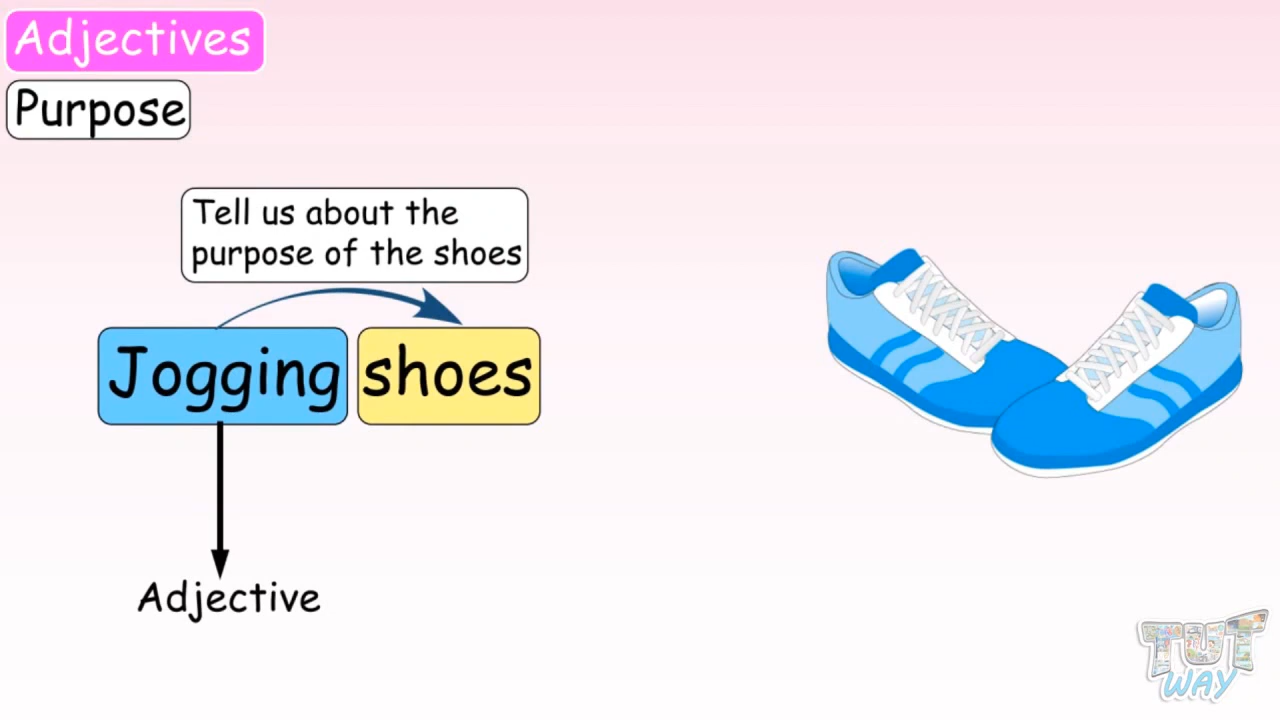 Adjectives
Purpose
Tell us about the
purpose of the shoes
Jogging shoes
Adjective
TUT
WAY